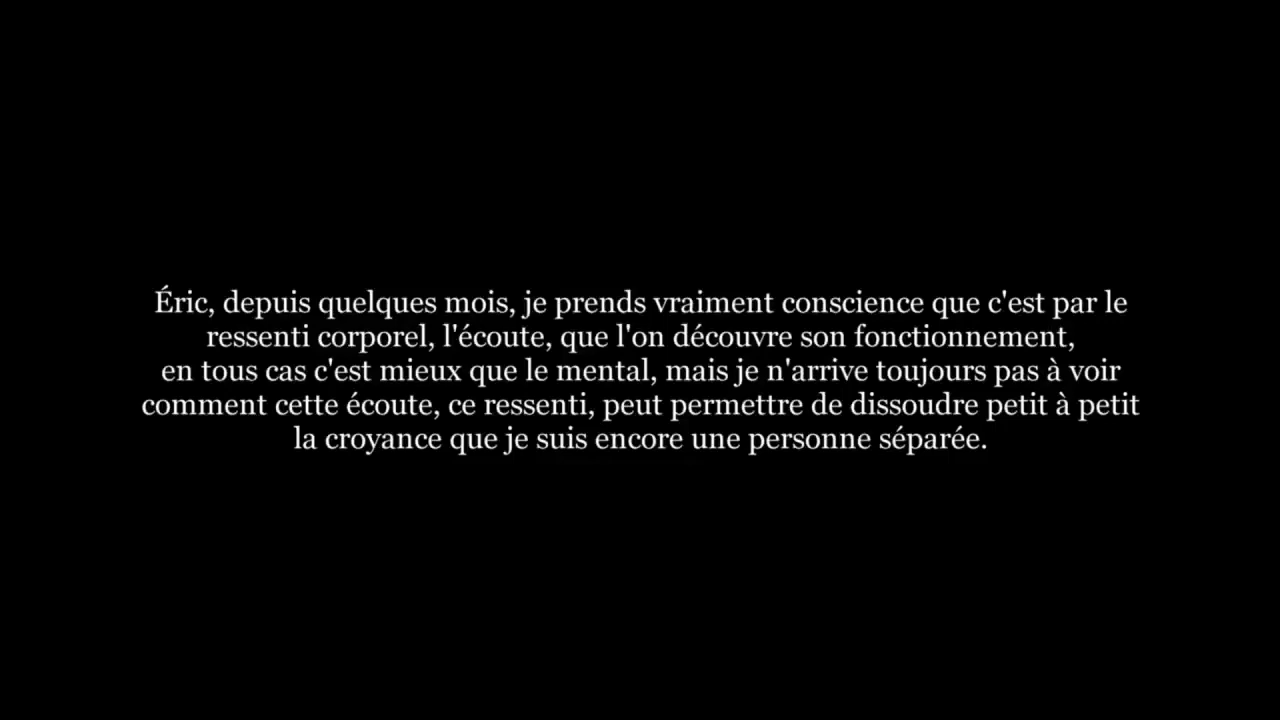 Éric, depuis quelques mois, je prends vraiment conscience que c'est par le
ressenti corporel, l'écoute, que l'on découvre son fonctionnement,
en tous cas c'est mieux que le mental, mais je n'arrive toujours pas à voir
comment cette écoute, ce ressenti, peut permettre de dissoudre petit à petit
la croyance que je suis encore une personne séparée.